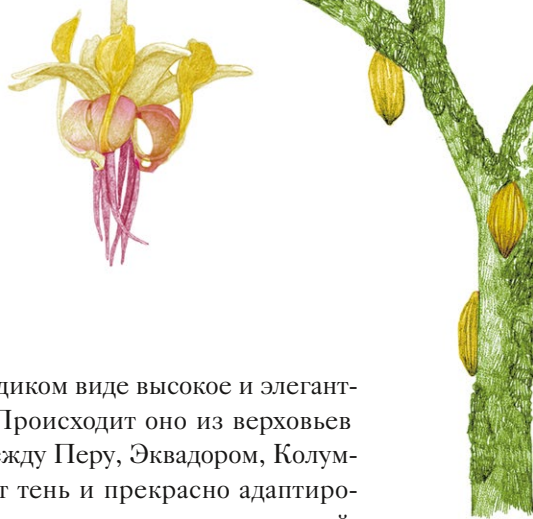 диком виде высокое и элегант-
Происходит оно из верховьев
жду Перу, Эквадором, Колум-
т тень и прекрасно адаптиро-